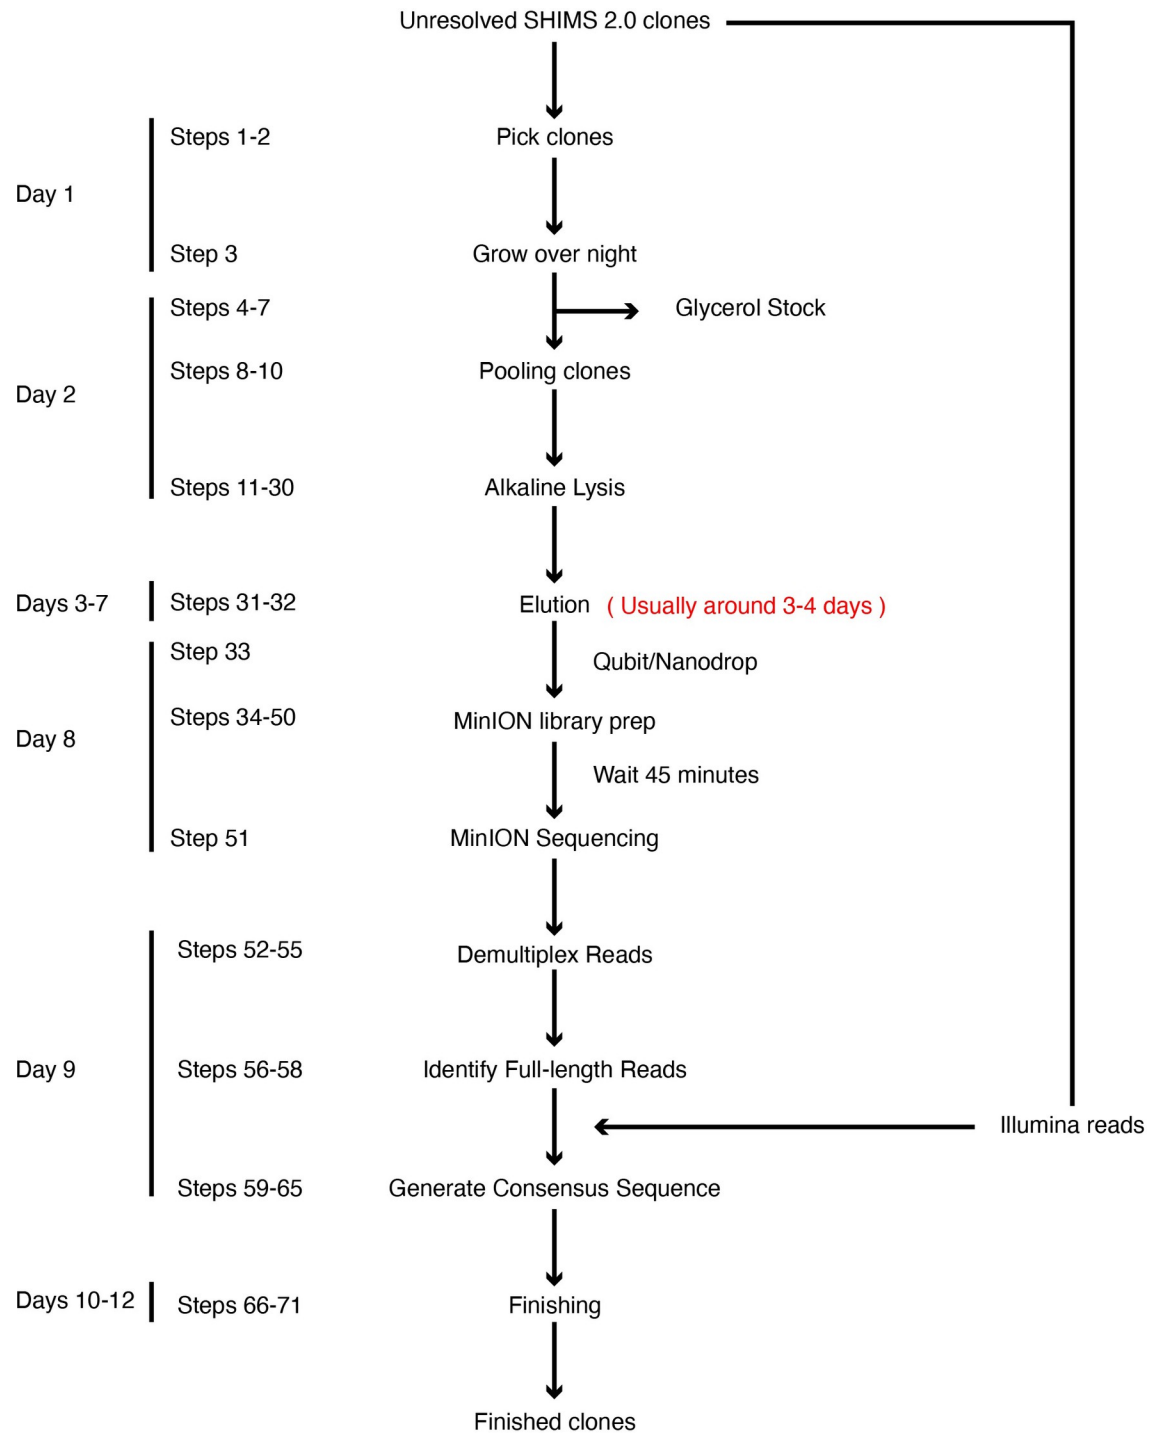 Unresolved SHIMS 2.0 clones
Steps 1-2
Pick clones
Day 1
Step 3
Grow over night
Steps 4-7
Glycerol Stock
Steps 8-10
Pooling clones
Day 2
Steps 11-30
Alkaline Lysis
Days 3-7
Steps 31-32
Elution ( Usually around 3-4 days )
Step 33
Qubit/Nanodrop
Steps 34-50
MinION library prep
Day 8
Wait 45 minutes
Step 51
MinION Sequencing
Steps 52-55
Demultiplex Reads
Day 9
Steps 56-58
Identify Full-length Reads
Illumina reads
Steps 59-65
Generate Consensus Sequence
Days 10-12
Steps 66-71
Finishing
Finished clones